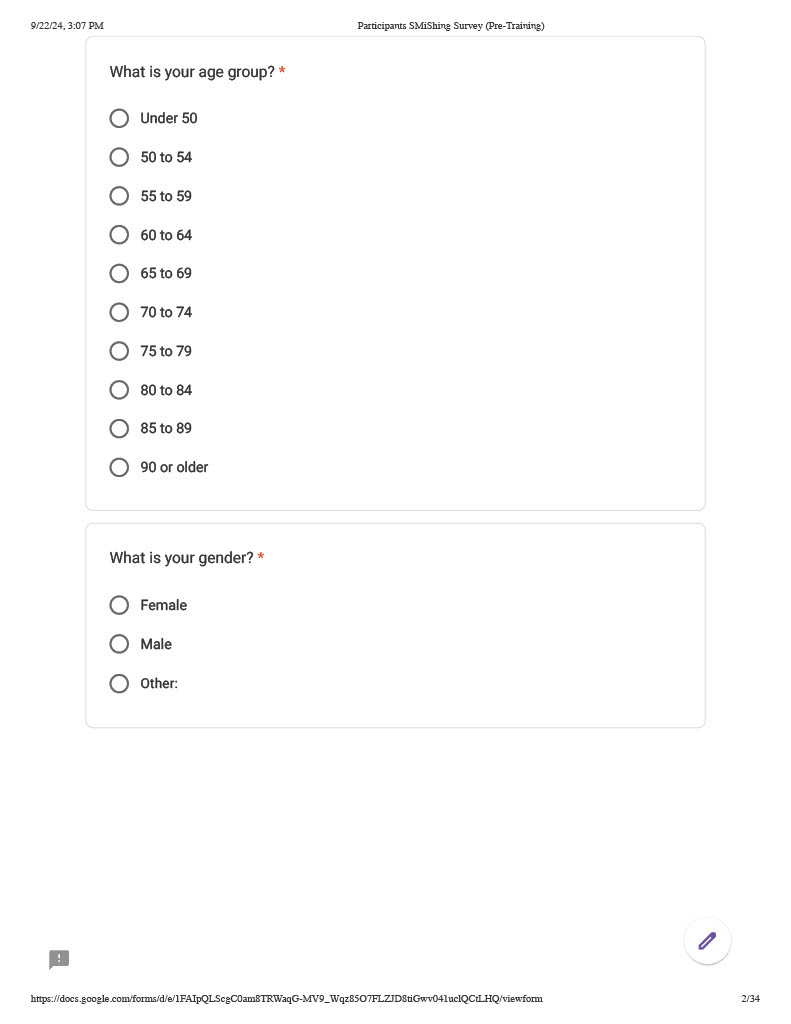 9/22/24, 3:07 PM Participants SMiShing Survey (Pre-Training)
What is your age group? *
Under 50
50 to 54
55 to 59
60 to 64
65 to 69
70 to 74
75 to 79
80 to 84
85 to 89
90 or older
What is your gender? *
Female
Male
Other:
https://docs.google.com/forms/d/e/1FAIpQLScgC0am8TRWaqG-MV9_Wqz85O7FLZJD8tiGwv041uclQCtLHQ/viewform 2/34